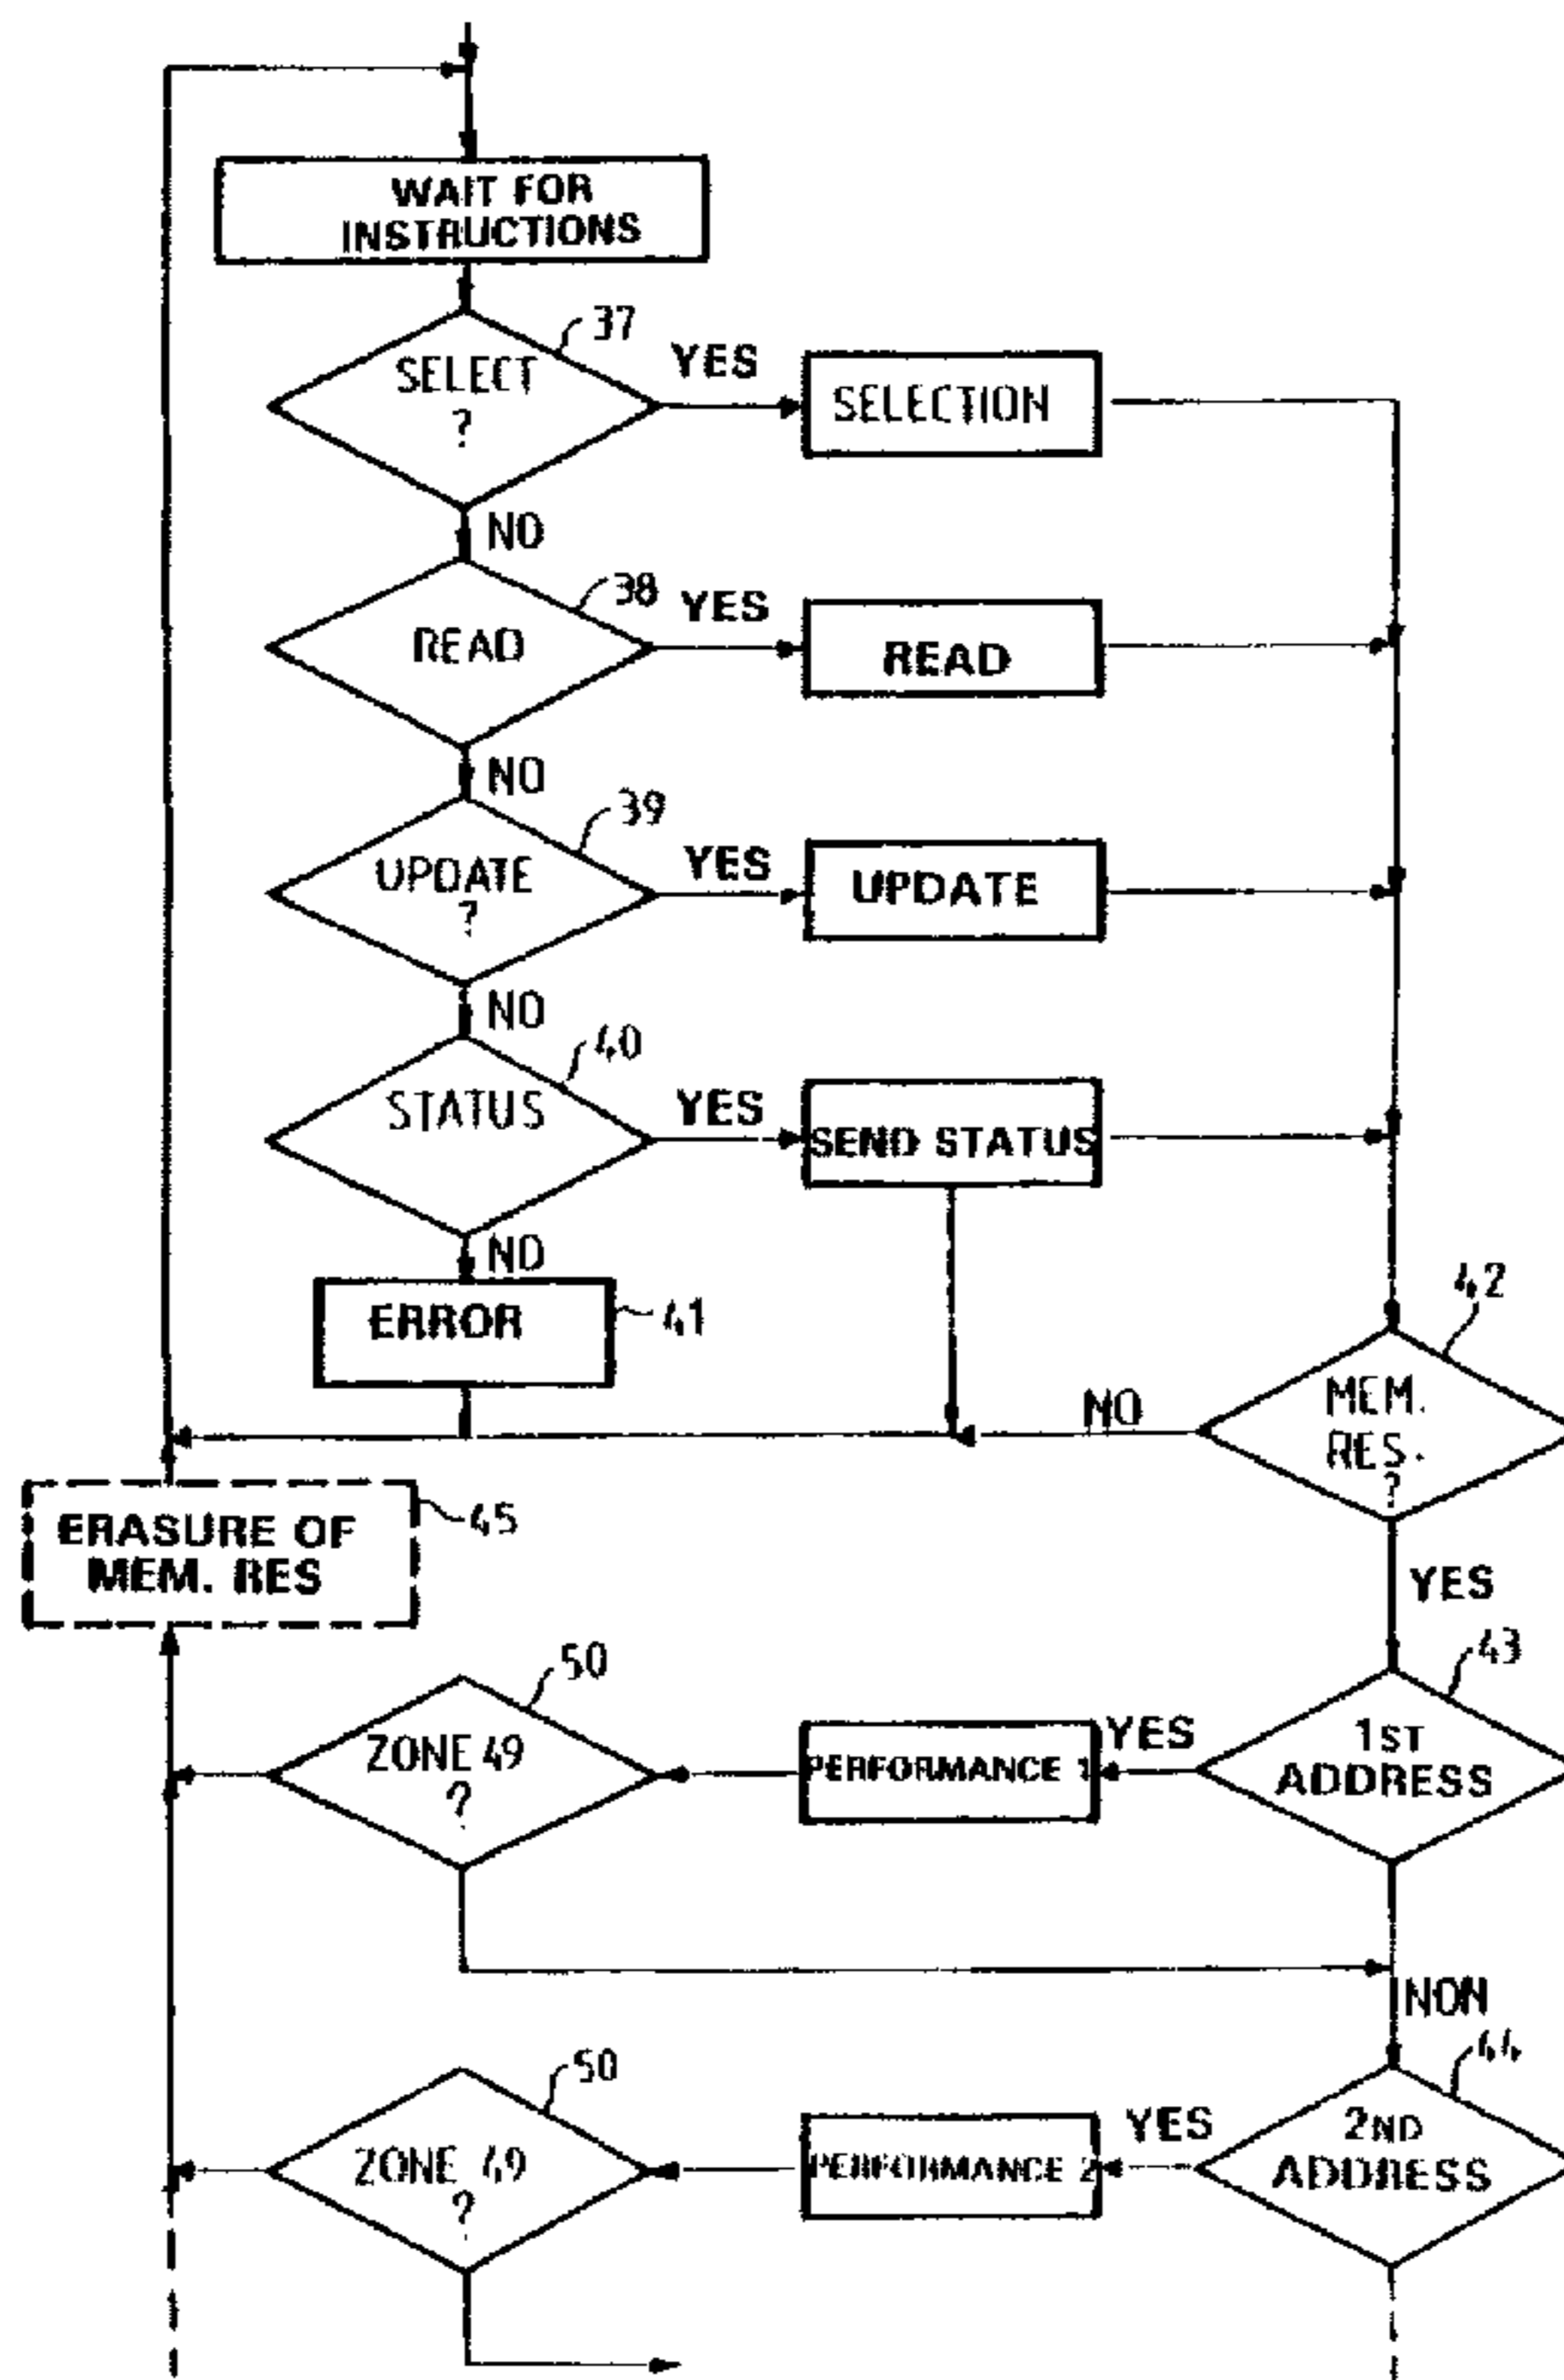 WAIT FOR
INSTRUCTIONS
37
SELECT
?
YES
SELECTION
NO
38
READ
YES
READ
NO
39
UPDATE
?
YES
UPDATE
NO
40
STATUS
YES
SEND STATUS
NO
ERROR
41
42
MEM.
RES.
?
NO
ERASURE OF
MEM. RES
45
YES
43
50
ZONE 49
?
PERFORMANCE 1
YES
1ST
ADDRESS
NON
44
50
ZONE 49
?
PERFORMANCE 2
YES
2ND
ADDRESS